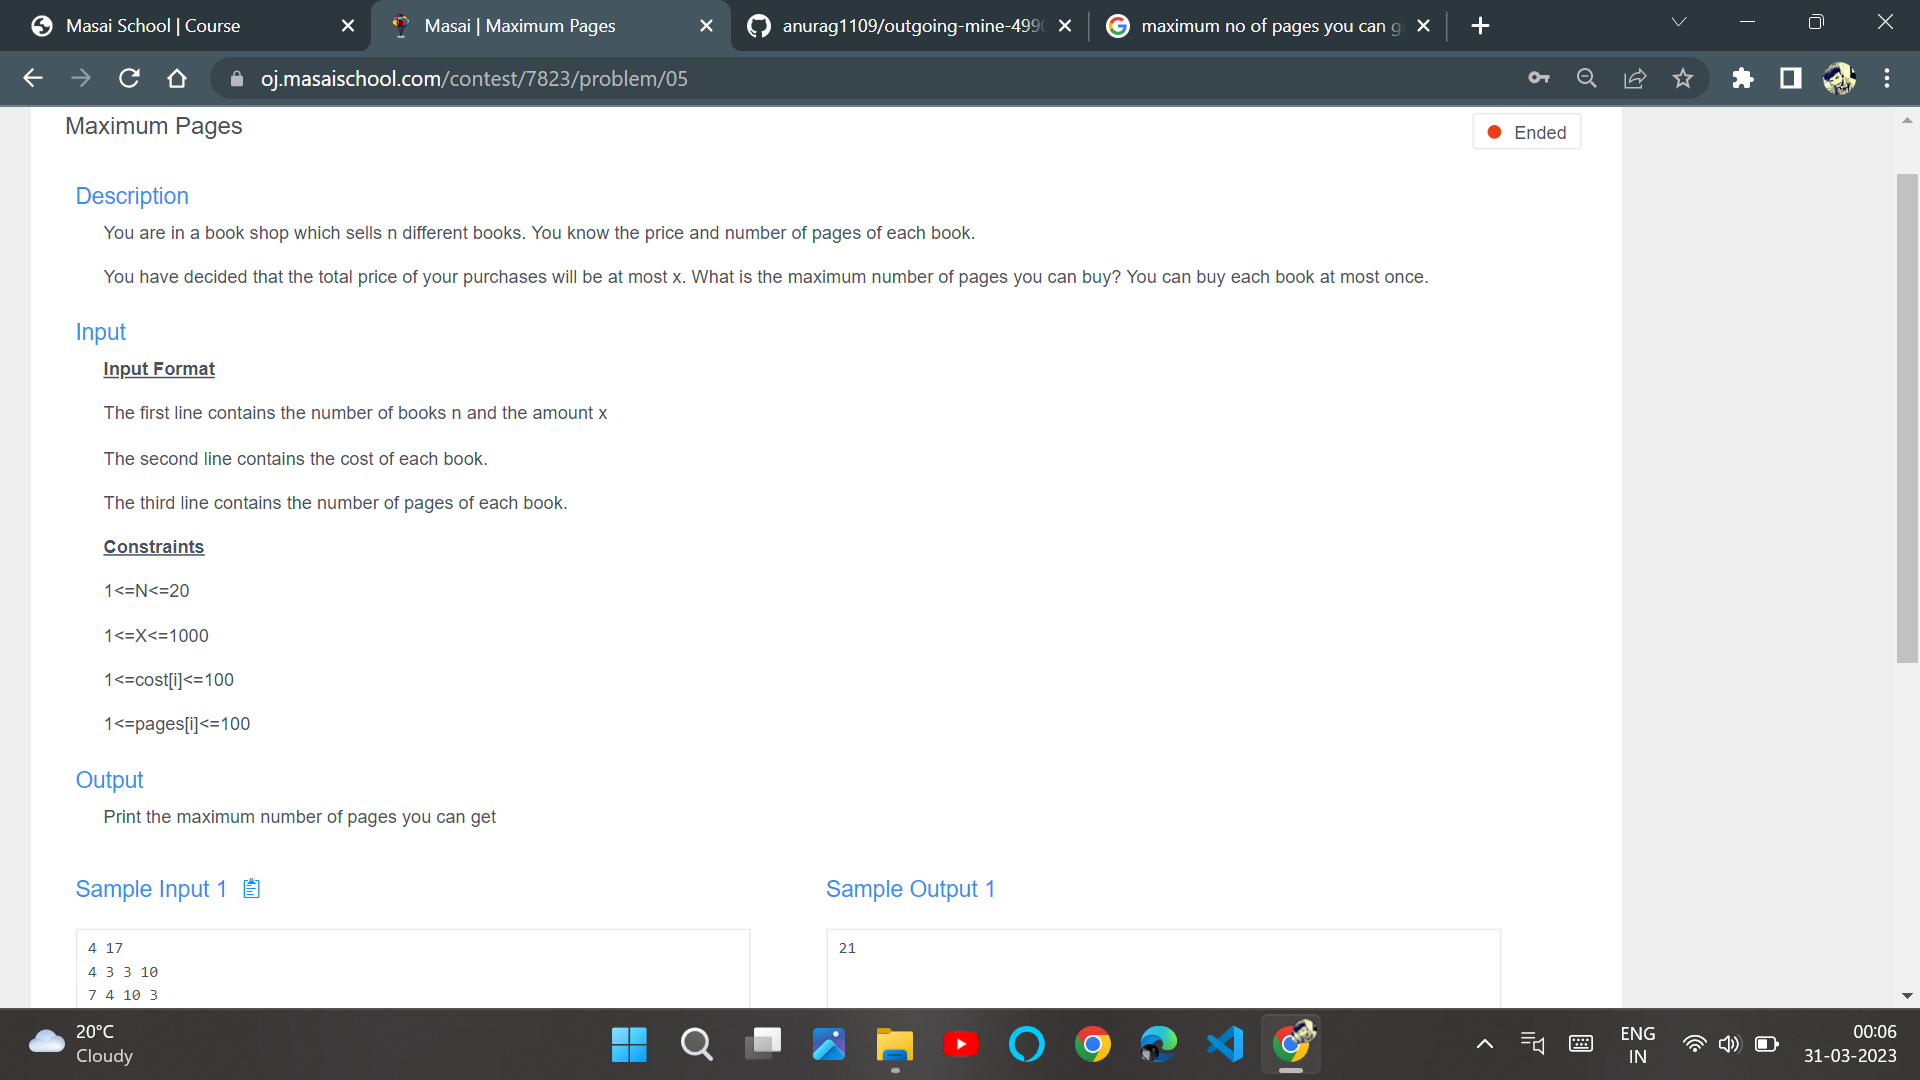 Masai School | Course
Masai | Maximum Pages
anurag1109/outgoing-mine-499
maximum no of pages you can g
oj.masaischool.com/contest/7823/problem/05
Maximum Pages
Ended
Description
You are in a book shop which sells n different books. You know the price and number of pages of each book.
You have decided that the total price of your purchases will be at most x. What is the maximum number of pages you can buy? You can buy each book at most once.
Input
Input Format
The first line contains the number of books n and the amount x
The second line contains the cost of each book.
The third line contains the number of pages of each book.
Constraints
1<=N<=20
1<=X<=1000
1<=cost[i]<=100
1<=pages[i]<=100
Output
Print the maximum number of pages you can get
Sample Input 1
Sample Output 1
4 17
4 3 3 10
7 4 10 3
21
20°C
Cloudy
ENG
IN
00:06
31-03-2023